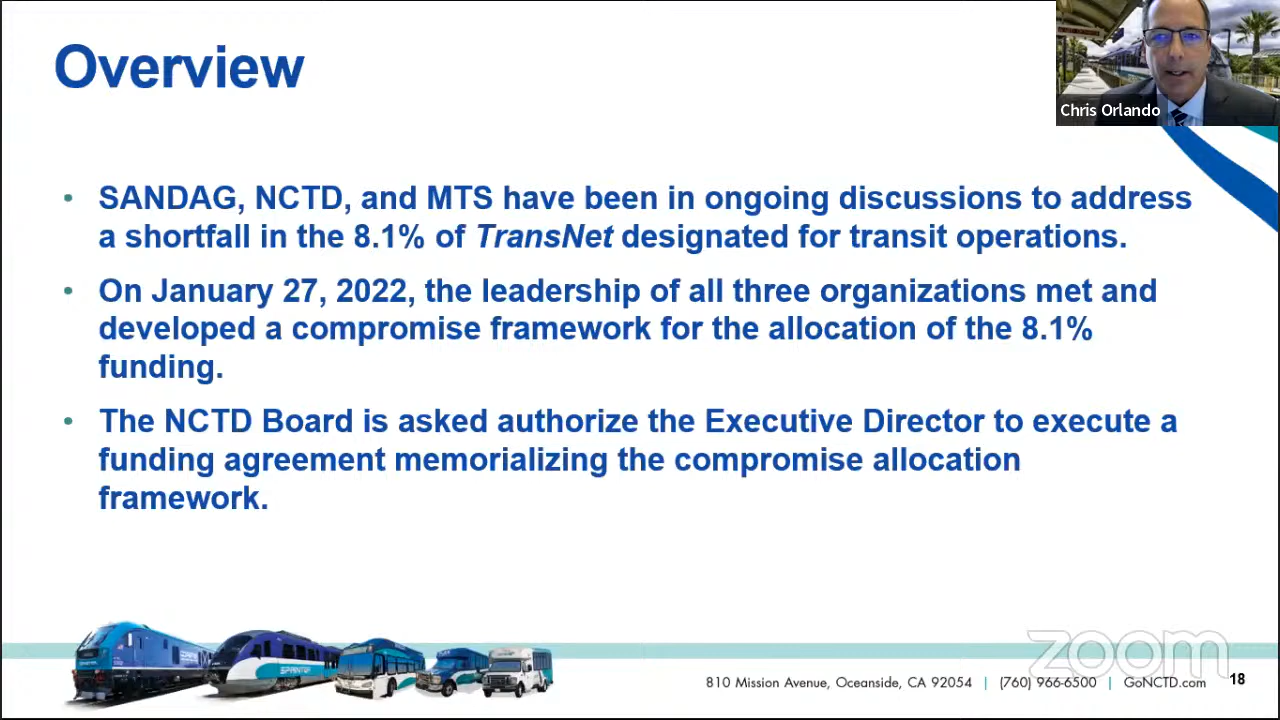 Overview
Chris Orlando
• SANDAG, NCTD, and MTS have been in ongoing discussions to address
a shortfall in the 8.1% of TransNet designated for transit operations.
• On January 27, 2022, the leadership of all three organizations met and
developed a compromise framework for the allocation of the 8.1%
funding.
• The NCTD Board is asked authorize the Executive Director to execute a
funding agreement memorializing the compromise allocation
framework.
SPRINTER
zoom
810 Mission Avenue, Oceanside, CA 92054 | (760) 966-6500 | GoNCTD.com 18